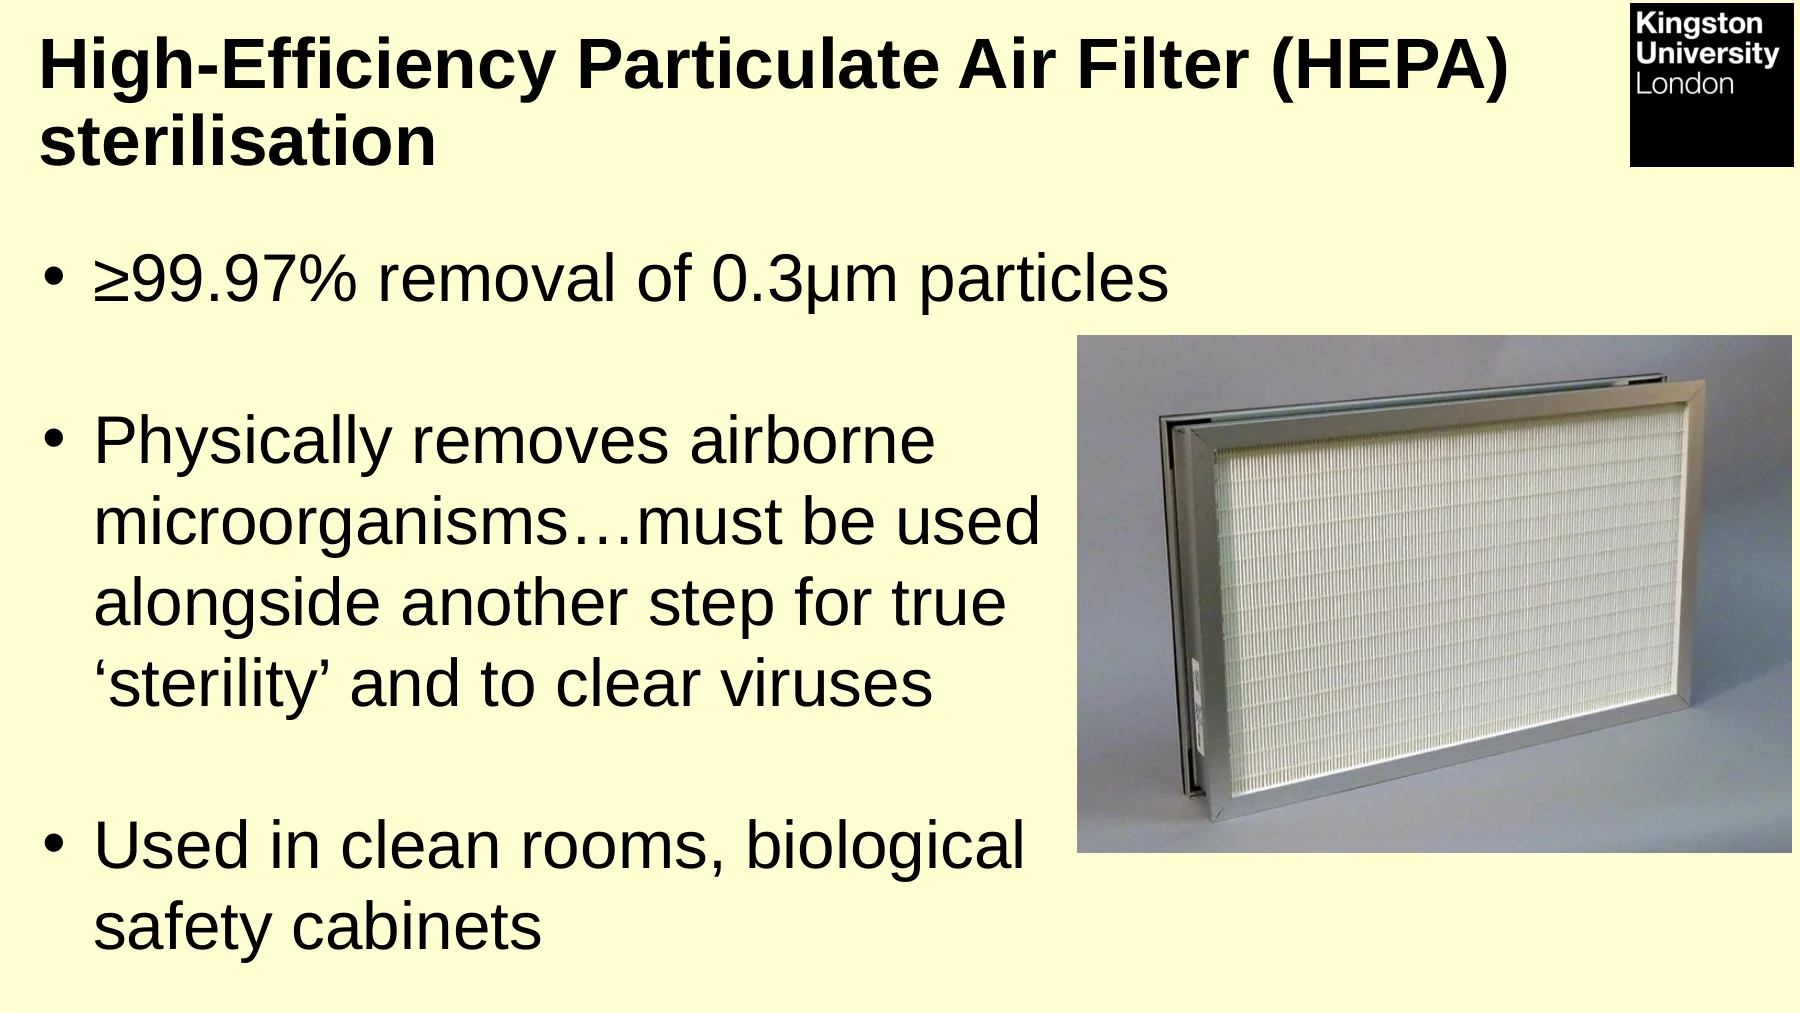 High-Efficiency Particulate Air Filter (HEPA)
sterilisation
Kingston
University
London
• ≥99.97% removal of 0.3μm particles
• Physically removes airborne
microorganisms…must be used
alongside another step for true
‘sterility’ and to clear viruses
• Used in clean rooms, biological
safety cabinets